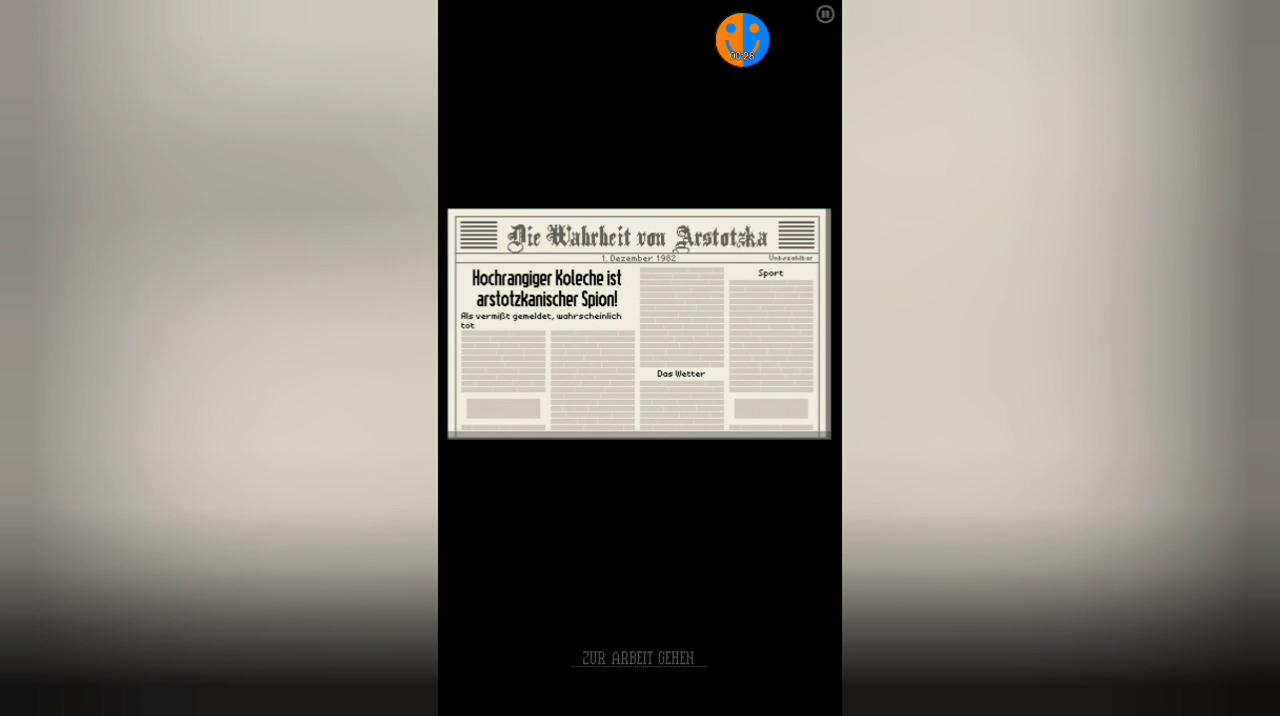 00:26
Die Wahrheit von Arstotzka
1. Dezember 1982
Unbezahlbar
Hochrangiger Koleche ist
arstotzkanischer Spion!
Als vermißt gemeldet, wahrscheinlich
tot
Das Wetter
Sport
ZUR ARBEIT GEHEN